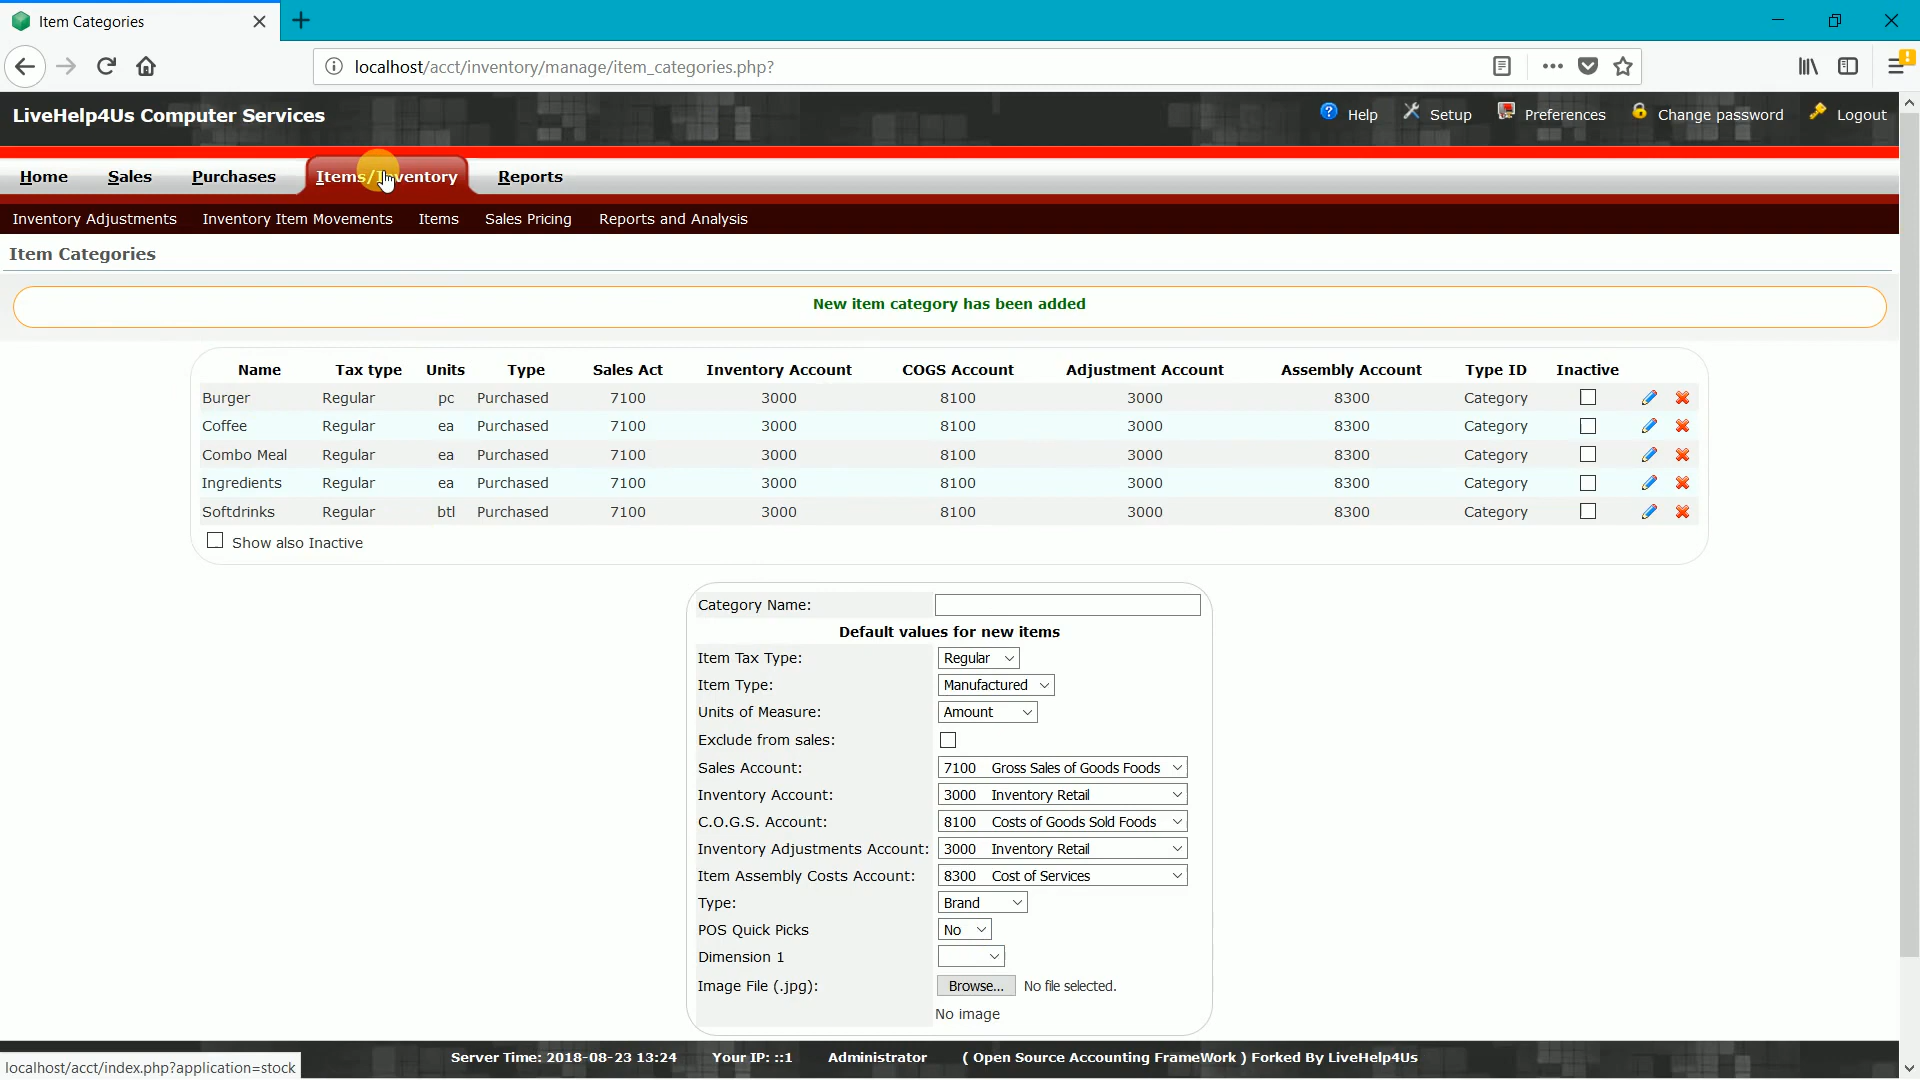 Item Categories
localhost/acct/inventory/manage/item_categories.php?
LiveHelp4Us Computer Services
Help Setup Preferences Change password Logout
Home Sales Purchases Items/Inventory Reports
Inventory Adjustments Inventory Item Movements Items Sales Pricing Reports and Analysis
Item Categories
New item category has been added
Name Tax type Units Type Sales Act Inventory Account COGS Account Adjustment Account Assembly Account Type ID Inactive
Burger Regular pc Purchased 7100 3000 8100 3000 8300 Category
Coffee Regular ea Purchased 7100 3000 8100 3000 8300 Category
Combo Meal Regular ea Purchased 7100 3000 8100 3000 8300 Category
Ingredients Regular ea Purchased 7100 3000 8100 3000 8300 Category
Softdrinks Regular btl Purchased 7100 3000 8100 3000 8300 Category
Show also Inactive
Category Name:
Default values for new items
Item Tax Type: Regular
Item Type: Manufactured
Units of Measure: Amount
Exclude from sales:
Sales Account: 7100 Gross Sales of Goods Foods
Inventory Account: 3000 Inventory Retail
C.O.G.S. Account: 8100 Costs of Goods Sold Foods
Inventory Adjustments Account: 3000 Inventory Retail
Item Assembly Costs Account: 8300 Cost of Services
Type: Brand
POS Quick Picks No
Dimension 1
Image File (.jpg): Browse... No file selected.
No image
Server Time: 2018-08-23 13:24 Your IP: ::1 Administrator ( Open Source Accounting FrameWork ) Forked By LiveHelp4Us
localhost/acct/index.php?application=stock